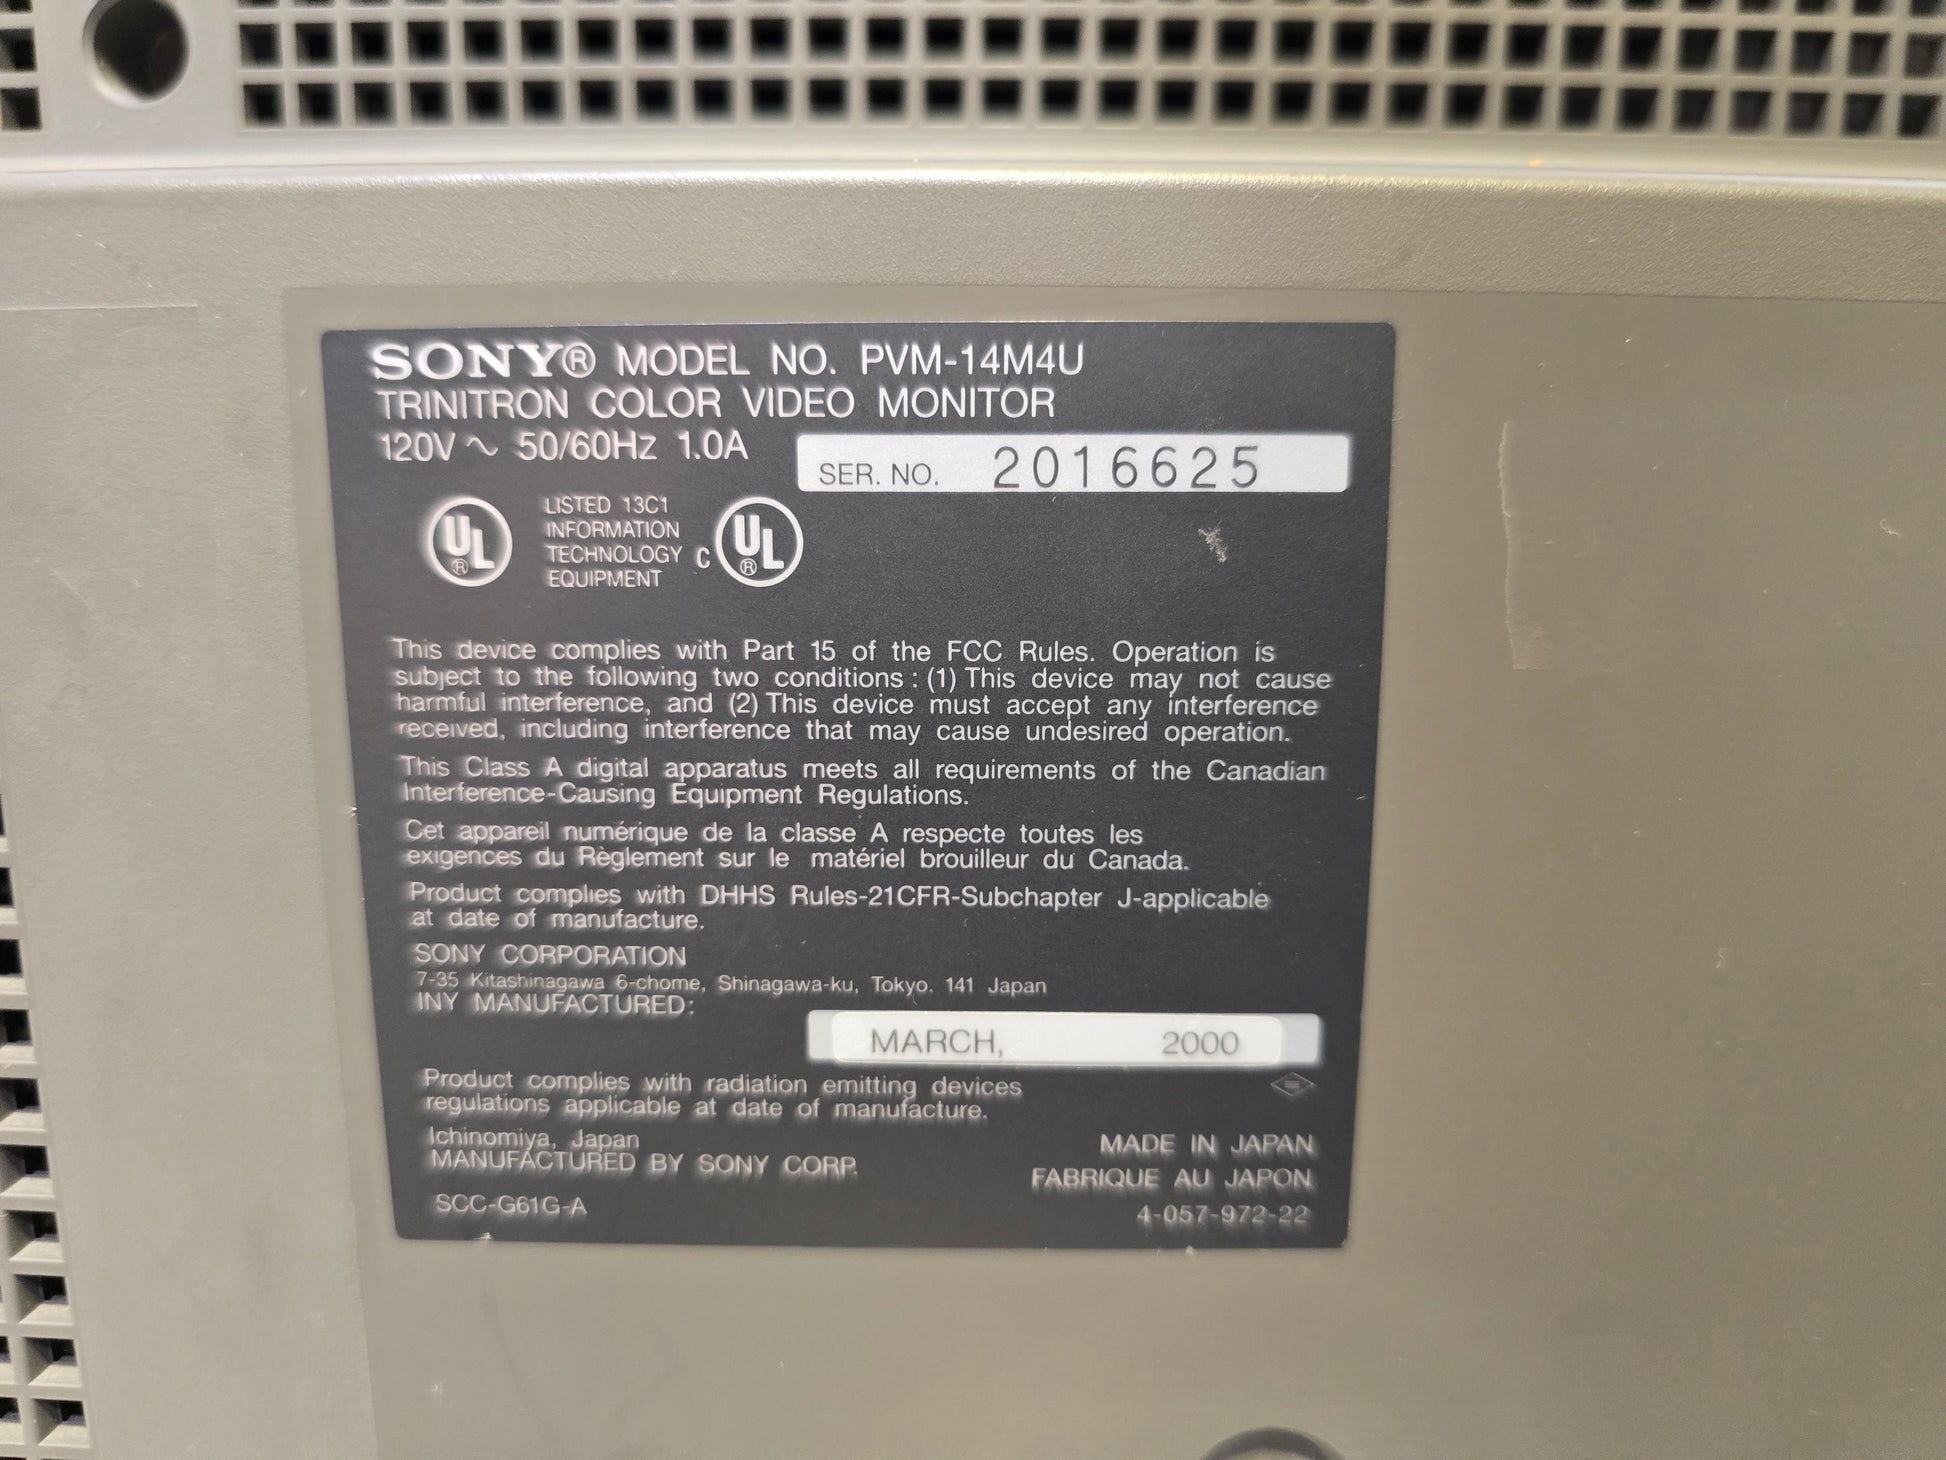 SONY® MODEL NO. PVM-14M4U
TRINITRON COLOR VIDEO MONITOR
120V ~ 50/60Hz 1.0A
SER. NO. 2016625
UL®
LISTED 13C1
INFORMATION
TECHNOLOGY
EQUIPMENT
C UL®
This device complies with Part 15 of the FCC Rules. Operation is
subject to the following two conditions : (1) This device may not cause
harmful interference, and (2) This device must accept any interference
received, including interference that may cause undesired operation.
This Class A digital apparatus meets all requirements of the Canadian
Interference-Causing Equipment Regulations.
Cet appareil numérique de la classe A respecte toutes les
exigences du Règlement sur le matériel brouilleur du Canada.
Product complies with DHHS Rules-21CFR-Subchapter J-applicable
at date of manufacture.
SONY CORPORATION
7-35 Kitashinagawa 6-chome, Shinagawa-ku, Tokyo. 141 Japan
INY MANUFACTURED:
MARCH, 2000
Product complies with radiation emitting devices
regulations applicable at date of manufacture.
Ichinomiya, Japan
MANUFACTURED BY SONY CORP.
MADE IN JAPAN
FABRIQUE AU JAPON
SCC-G61G-A
4-057-972-22